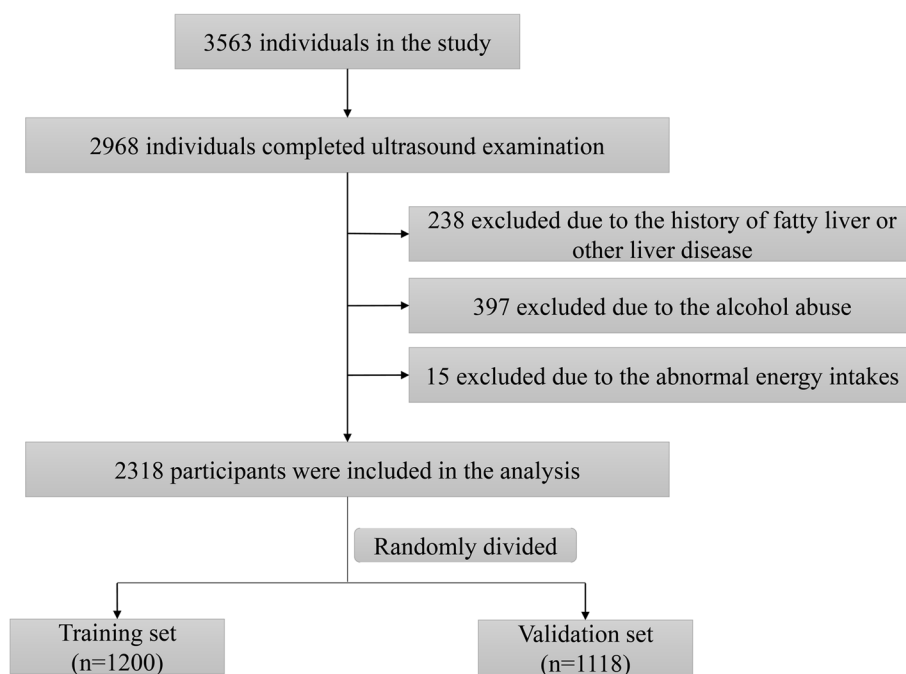 3563 individuals in the study
2968 individuals completed ultrasound examination
238 excluded due to the history of fatty liver or
other liver disease
397 excluded due to the alcohol abuse
15 excluded due to the abnormal energy intakes
2318 participants were included in the analysis
Randomly divided
Training set
(n=1200)
Validation set
(n=1118)